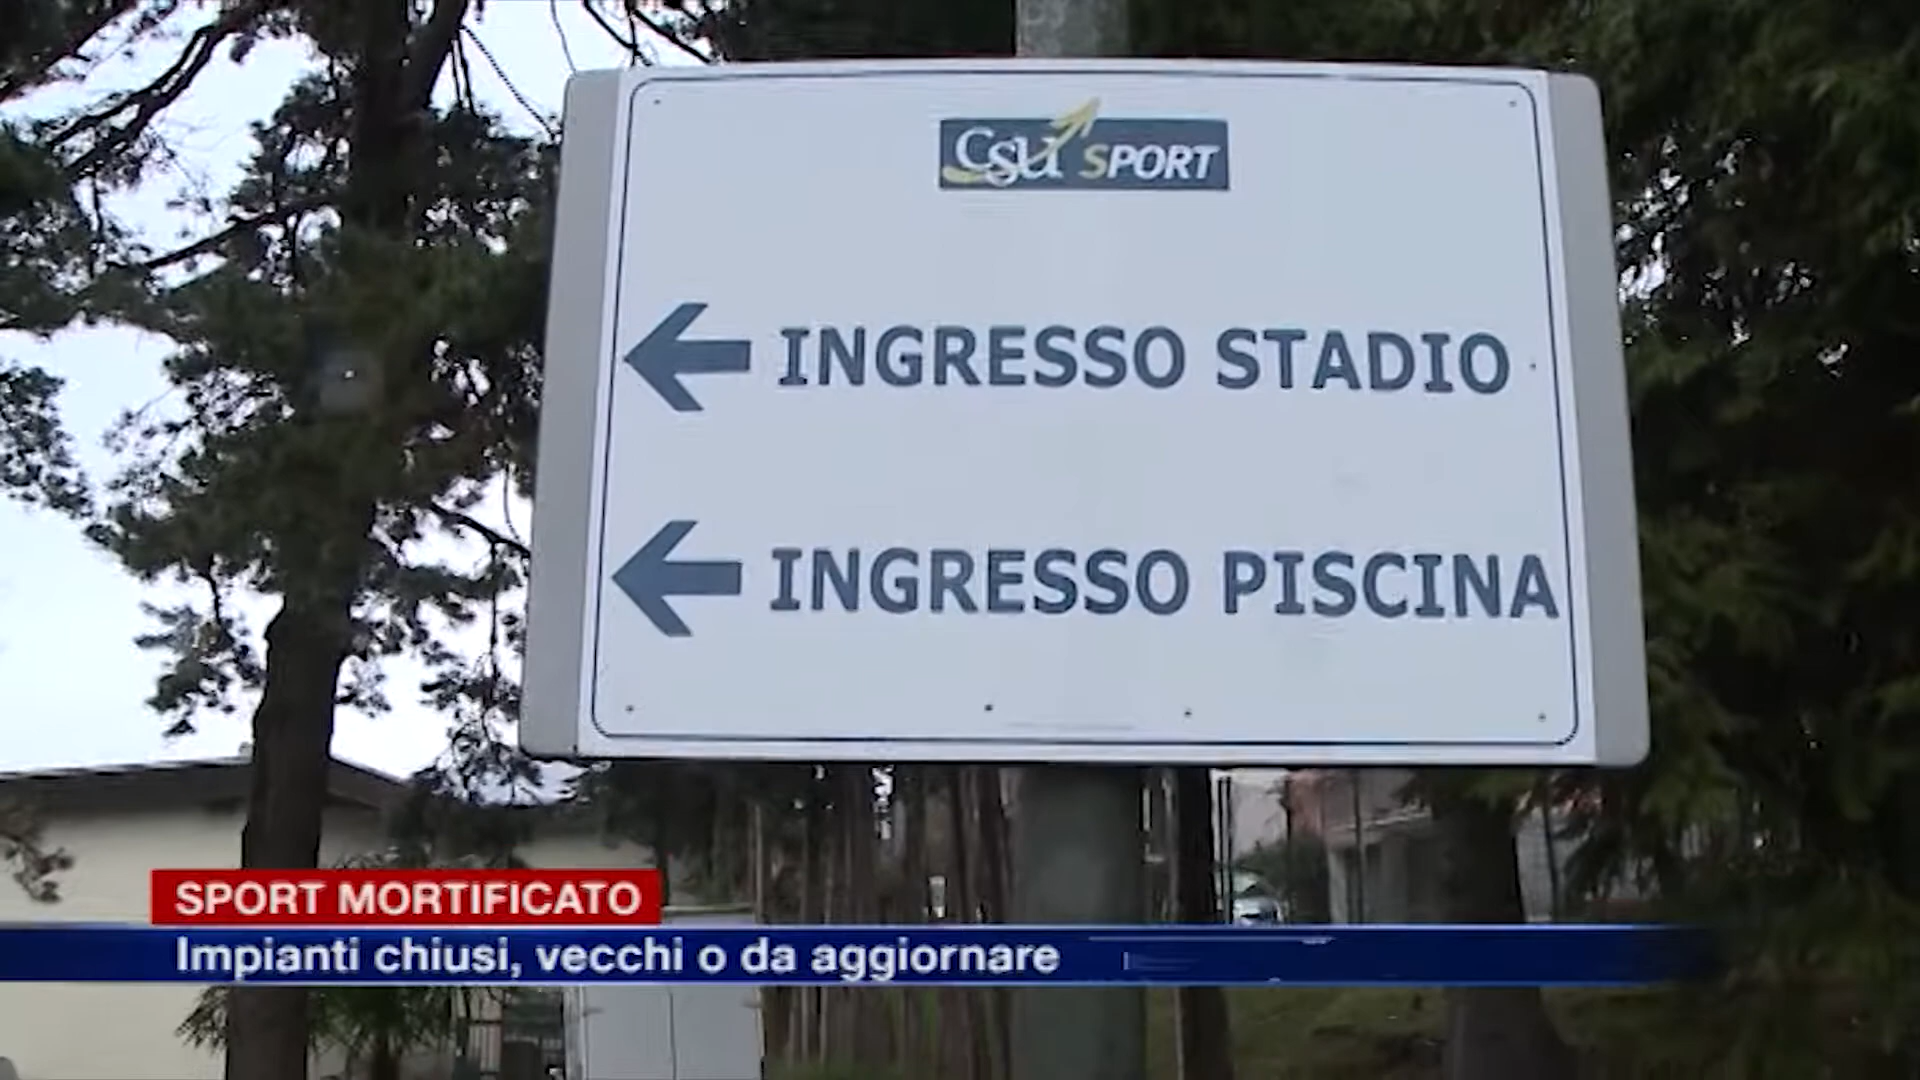 CSU SPORT
INGRESSO STADIO
INGRESSO PISCINA
SPORT MORTIFICATO
Impianti chiusi, vecchi o da aggiornare